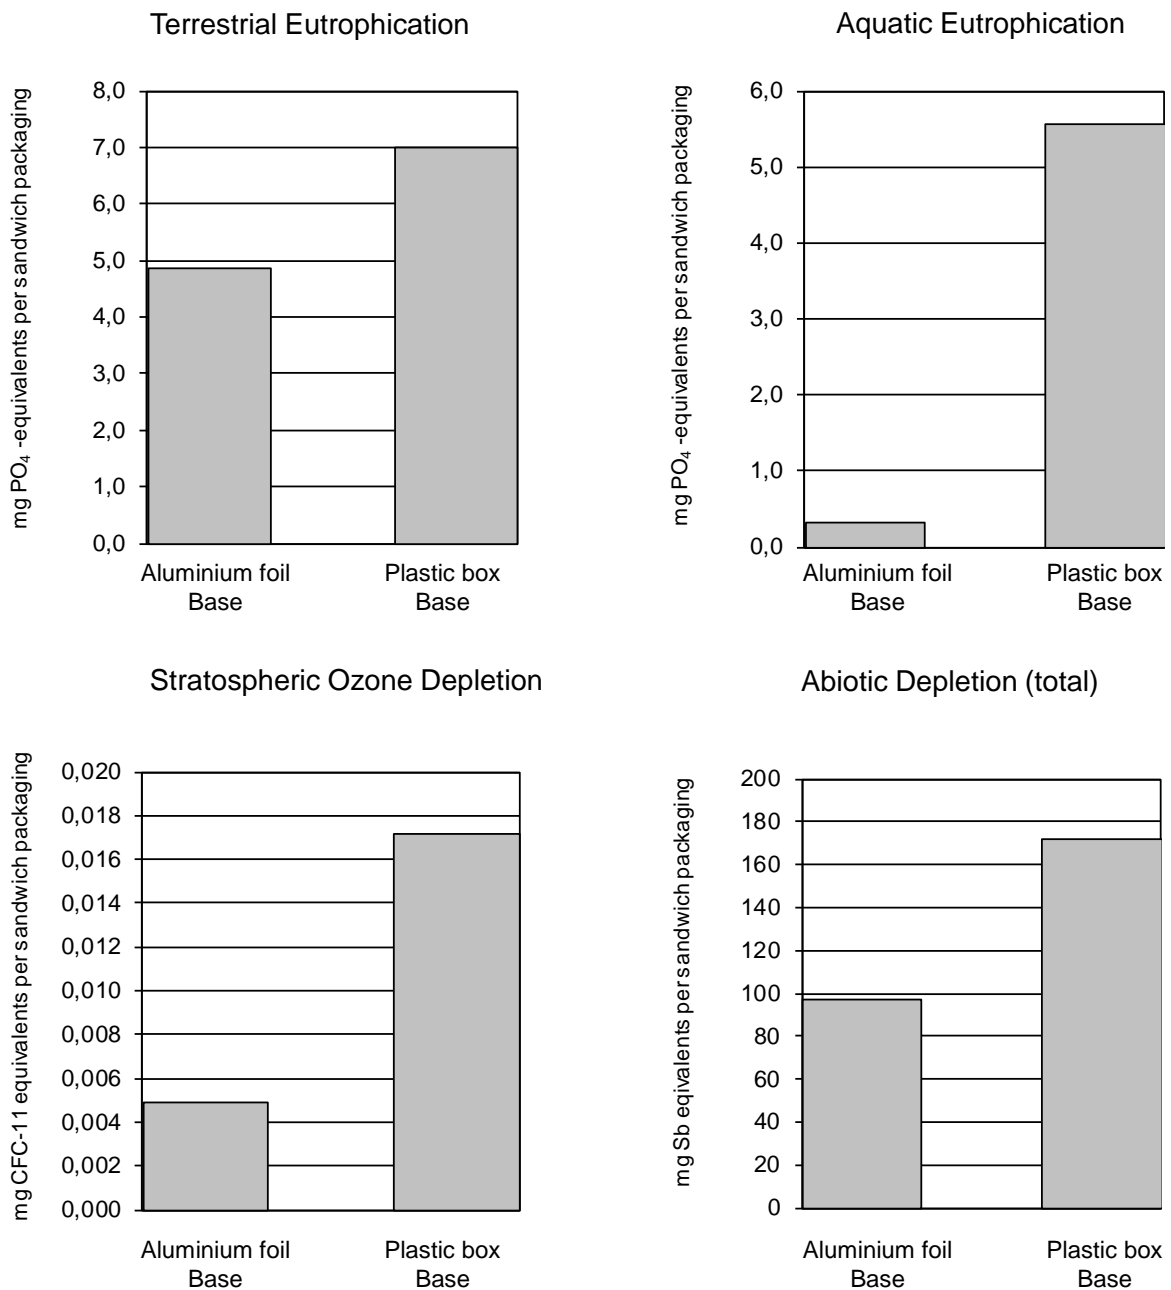 Terrestrial Eutrophication
mg PO₄ -equivalents per sandwich packaging
8,0
7,0
6,0
5,0
4,0
3,0
2,0
1,0
0,0
Aluminium foil
Base
Plastic box
Base
Aquatic Eutrophication
mg PO₄ -equivalents per sandwich packaging
6,0
5,0
4,0
3,0
2,0
1,0
0,0
Aluminium foil
Base
Plastic box
Base
Stratospheric Ozone Depletion
mg CFC-11 equivalents per sandwich packaging
0,020
0,018
0,016
0,014
0,012
0,010
0,008
0,006
0,004
0,002
0,000
Aluminium foil
Base
Plastic box
Base
Abiotic Depletion (total)
mg Sb eqivalents per sandwich packaging
200
180
160
140
120
100
80
60
40
20
0
Aluminium foil
Base
Plastic box
Base